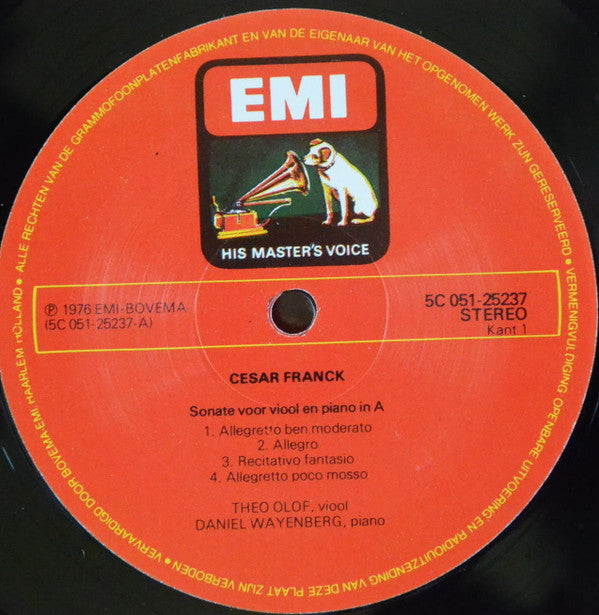 EMI
HIS MASTER'S VOICE
ALLE RECHTEN VAN DE GRAMMOFOONPLATENFABRIKANT EN VAN DE EIGENAAR VAN HET OPGENOMEN WERK ZIJN GERESERVEERD • VERMENIGVULDIGING OPENBARE UITVOERING EN RADIOUITZENDING VAN DEZE PLAAT ZIJN VERBODEN • VERVAARDIGD DOOR BOVEMA-EMI HAARLEM HOLLAND •
℗ 1976 EMI-BOVEMA
(5C 051-25237-A)
5C 051-25237
STEREO
Kant 1
CESAR FRANCK
Sonate voor viool en piano in A
1. Allegretto ben moderato
2. Allegro
3. Recitativo fantasio
4. Allegretto poco mosso
THEO OLOF, viool
DANIEL WAYENBERG, piano